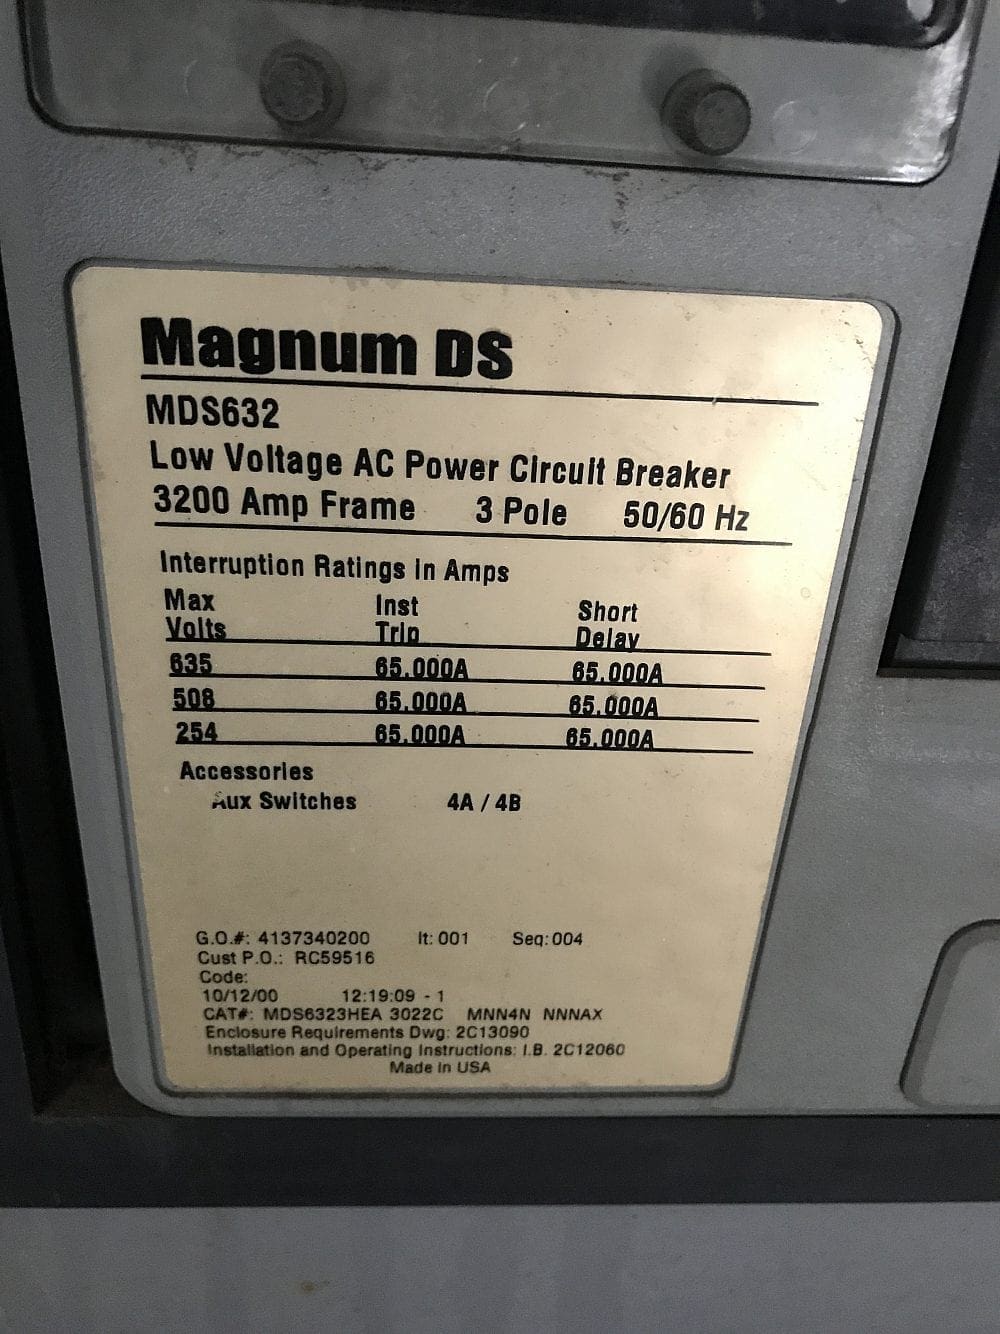 Magnum DS
MDS632
Low Voltage AC Power Circuit Breaker
3200 Amp Frame 3 Pole 50/60 Hz
Interruption Ratings in Amps
Max Inst Short
Volts Trip Delay
635 65,000A 65,000A
508 65,000A 65,000A
254 65,000A 65,000A
Accessories
Aux Switches 4A / 4B
G.O.#: 4137340200 It: 001 Seq: 004
Cust P.O.: RC59516
Code:
10/12/00 12:19:09 - 1
CAT#: MDS6323HEA 3022C MNN4N NNNAX
Enclosure Requirements Dwg: 2C13090
Installation and Operating Instructions: I.B. 2C12060
Made In USA